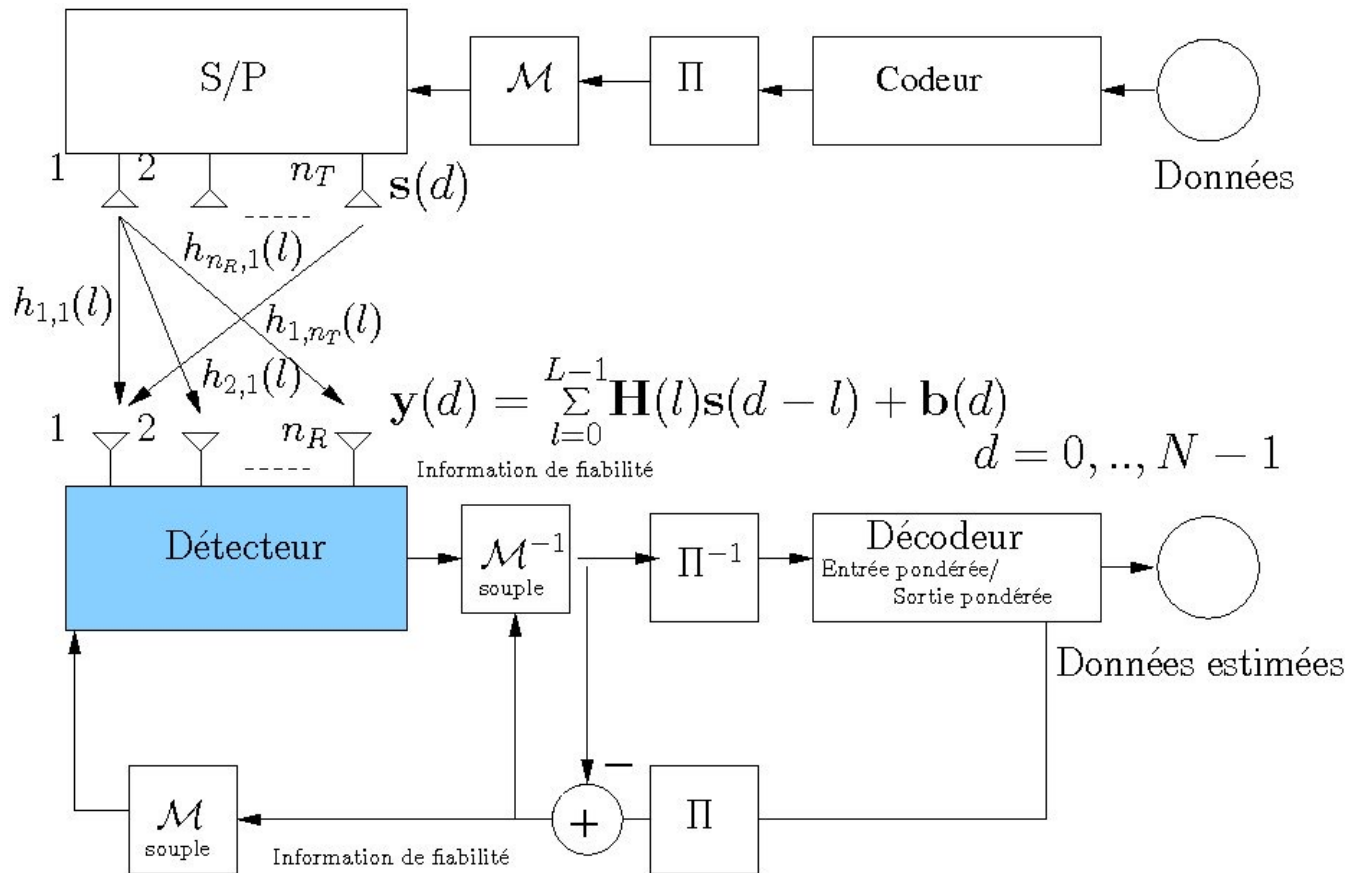 S/P
𝓜
Π
Codeur
Données
1
2
n_T
s(d)
h_{n_R,1}(l)
h_{1,1}(l)
h_{1,n_T}(l)
h_{2,1}(l)
1
2
n_R
y(d) = \sum_{l=0}^{L-1} H(l)s(d − l) + b(d)
d = 0, .., N − 1
Information de fiabilité
Détecteur
𝓜^{−1}
souple
Π^{−1}
Décodeur
Entrée pondérée/
Sortie pondérée
Données estimées
𝓜
souple
Information de fiabilité
+
−
Π